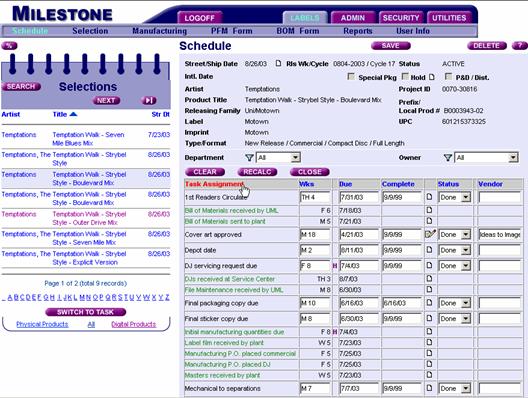 MILESTONE
LOGOFF
LABELS ADMIN SECURITY UTILITIES
Schedule Selection Manufacturing PFM Form BOM Form Reports User Info
%
SEARCH Selections
NEXT
Artist Title Str Dt
Temptations Temptation Walk - Seven Mile Blues Mix 7/23/03
Temptations, The Temptation Walk - Strybel Style 8/26/03
Temptations Temptation Walk - Strybel Style - Boulevard Mix 8/26/03
Temptations, The Temptation Walk - Strybel Style - Outer Drive Mix 8/26/03
Temptations, The Temptation Walk - Strybel Style - Seven Mile Mix 8/26/03
Temptations, The Temptation Walk - Strybel Style - Explicit Version 8/26/03
Page 1 of 2 (total 9 records)
A B C D E F G H I J K L M N O P Q R S T U V W X Y Z
SWITCH TO TASK
Physical Products All Digital Products
Schedule SAVE DELETE ?
Street/Ship Date 8/26/03 Rls Wk/Cycle 0804-2003 / Cycle 17 Status ACTIVE
Intl. Date Special Pkg Hold P&D / Dist.
Artist Temptations Project ID 0070-30816
Product Title Temptation Walk - Strybel Style - Boulevard Mix Prefix/
Releasing Family Uni/Motown Local Prod # B0003943-02
Label Motown UPC 601215373325
Imprint Motown
Type/Format New Release / Commercial / Compact Disc / Full Length
Department All Owner All
CLEAR RECALC CLOSE
Task Assignment Wks Due Complete Status Vendor
1st Readers Circulate TH 4 7/31/03 9/9/99 Done
Bill of Materials received by UML F 6 7/18/03
Bill of Materials sent to plant M 5 7/21/03
Cover art approved M 18 4/21/03 9/9/99 Done Ideas to Image
Depot date M 2 8/11/03 9/9/99 Done
DJ servicing request due F 8 H 7/4/03 9/9/99 Done
DJs received at Service Center TH 3 8/7/03
File Maintenance received by UML M 8 6/30/03
Final packaging copy due M 10 6/16/03 6/16/03 Done
Final sticker copy due M 8 6/30/03 9/9/99 Done
Initial manufacturing quantities due F 8 H 7/4/03
Label film received by plant W 5 7/23/03
Manufacturing P.O. placed commercial F 5 7/25/03
Manufacturing P.O. placed DJ F 5 7/25/03
Masters received by plant W 5 7/23/03
Mechanical to separations M 7 7/7/03 9/9/99 Done